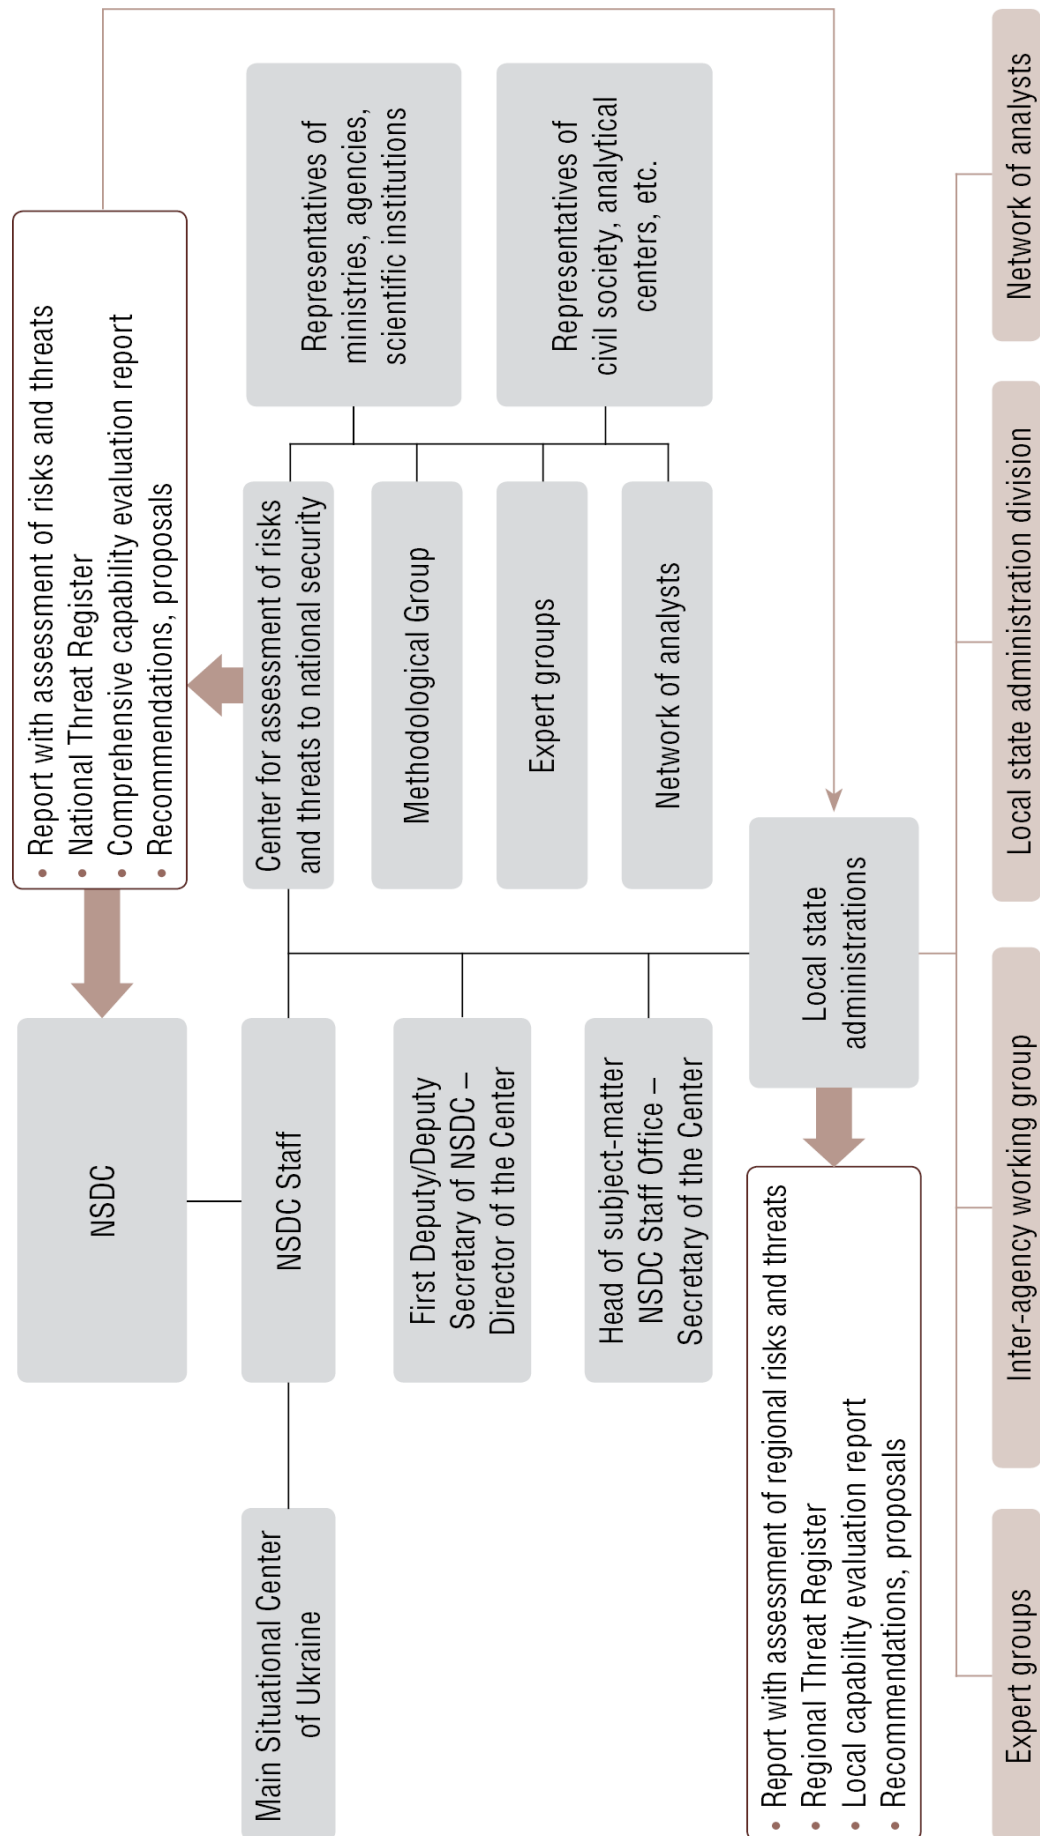 NSDC
• Report with assessment of risks and threats
• National Threat Register
• Comprehensive capability evaluation report
• Recommendations, proposals
Main Situational Center
of Ukraine
NSDC Staff
Center for assessment of risks
and threats to national security
Representatives of
ministries, agencies,
scientific institutions
First Deputy/Deputy
Secretary of NSDC –
Director of the Center
Methodological Group
Expert groups
Representatives of
civil society, analytical
centers, etc.
Head of subject-matter
NSDC Staff Office –
Secretary of the Center
Network of analysts
• Report with assessment of regional risks and threats
• Regional Threat Register
• Local capability evaluation report
• Recommendations, proposals
Local state
administrations
Expert groups
Inter-agency working group
Local state administration division
Network of analysts